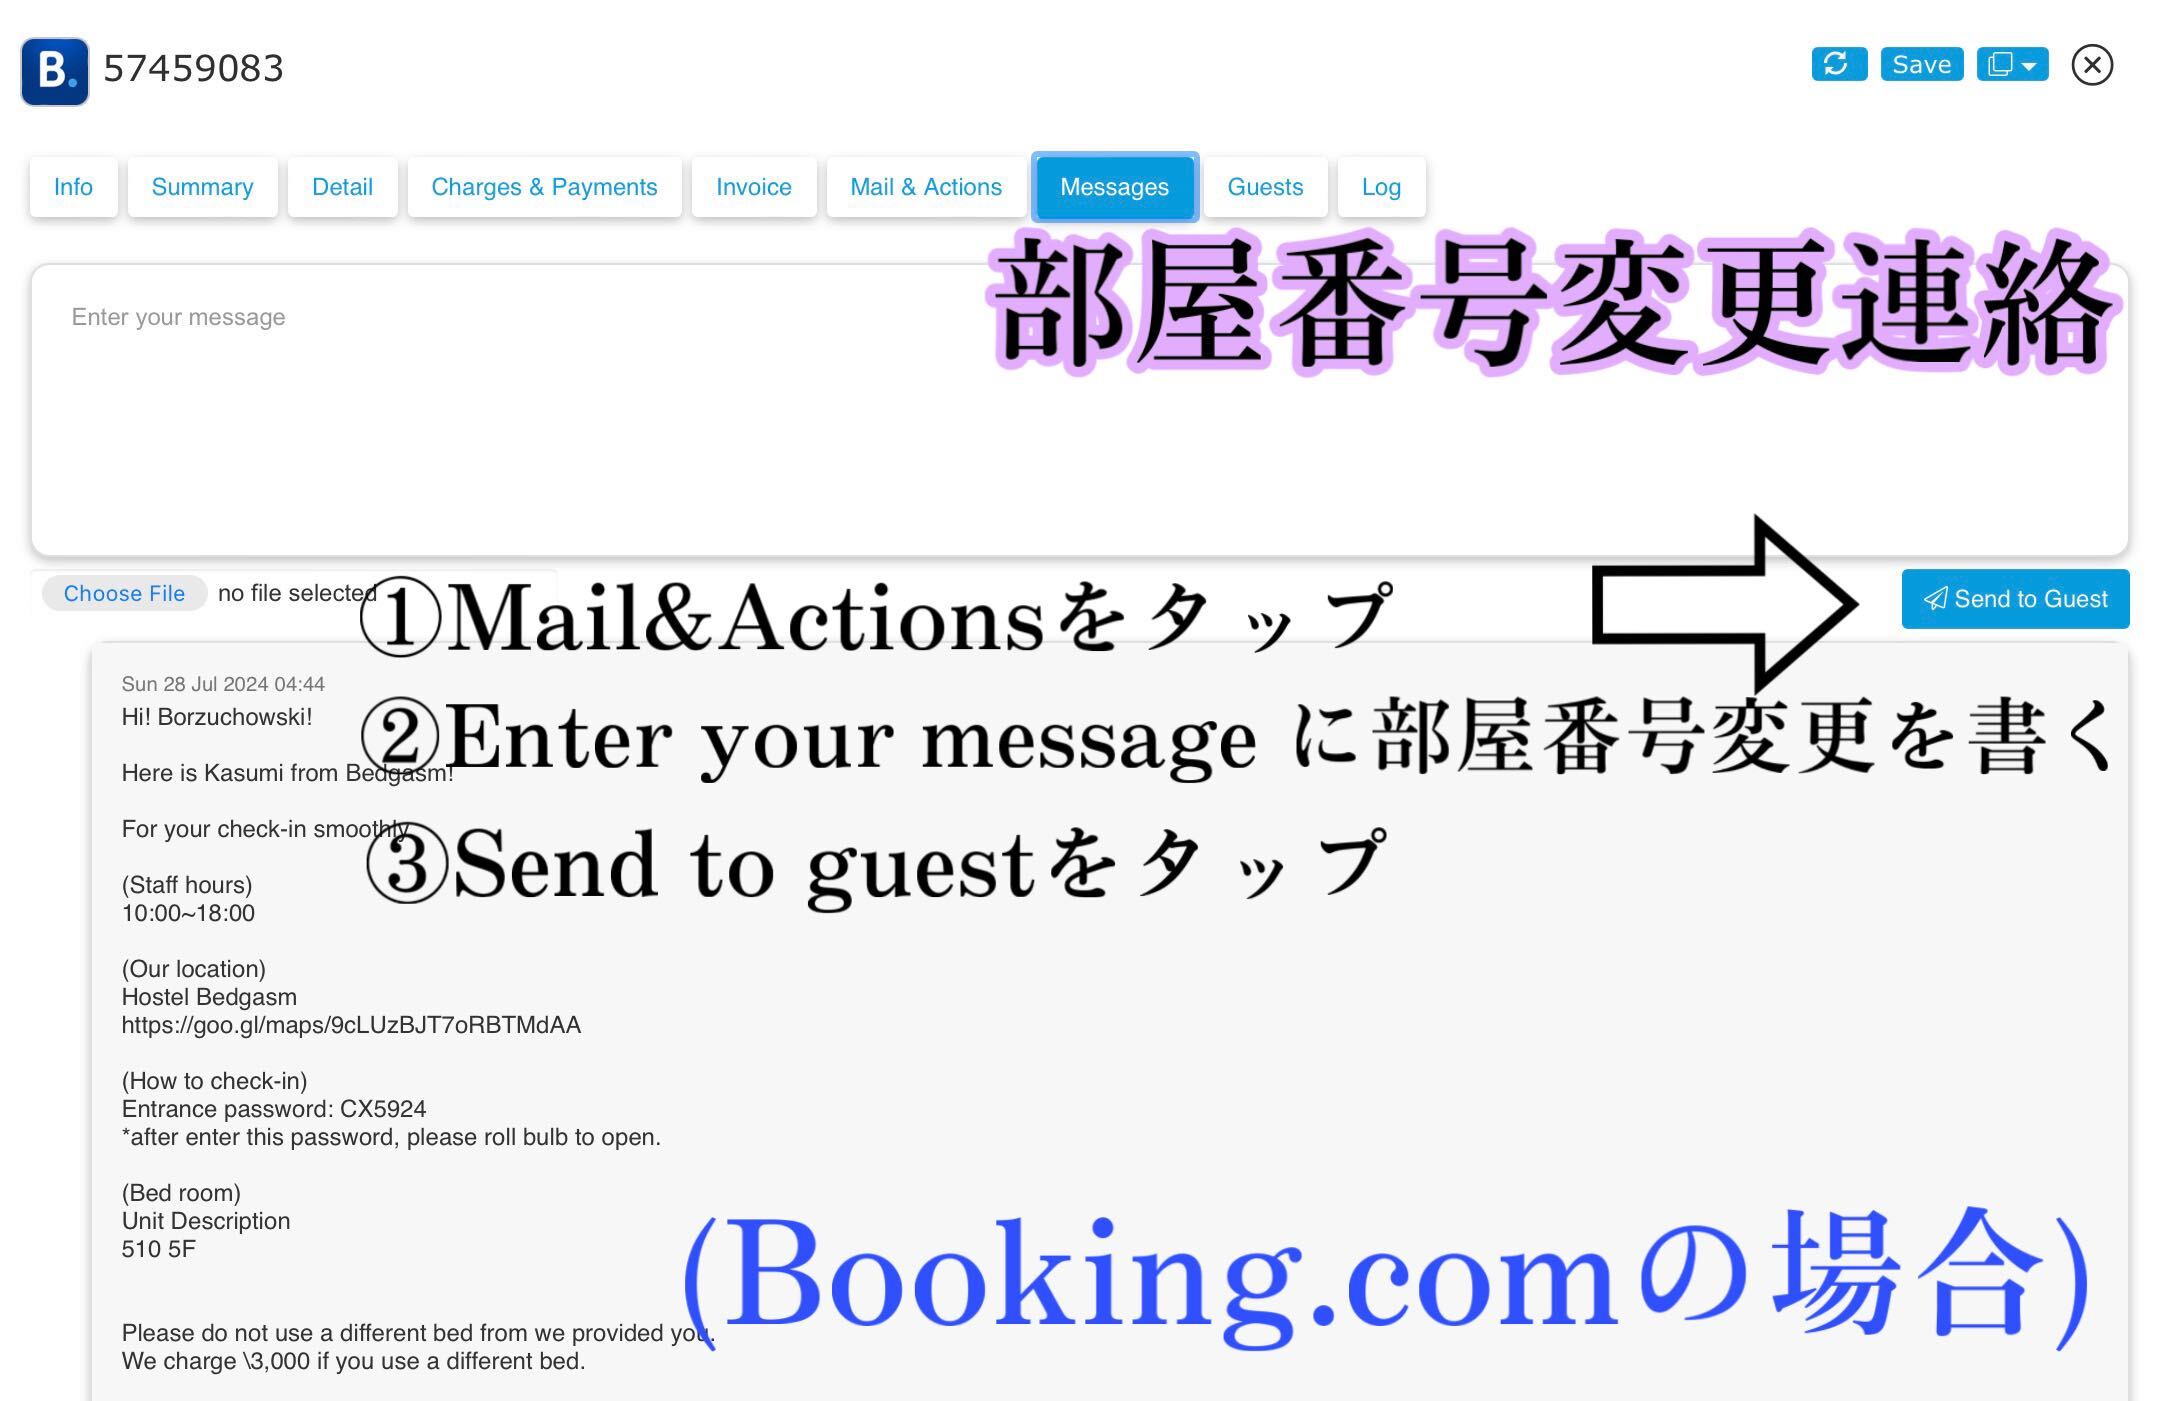 B. 57459083
Save
Info Summary Detail Charges & Payments Invoice Mail & Actions Messages Guests Log
部屋番号変更連絡
Enter your message
Choose File no file selected
Send to Guest
①Mail&Actionsをタップ
②Enter your message に部屋番号変更を書く
③Send to guestをタップ
Sun 28 Jul 2024 04:44
Hi! Borzuchowski!
Here is Kasumi from Bedgasm!
For your check-in smoothly
(Staff hours)
10:00~18:00
(Our location)
Hostel Bedgasm
https://goo.gl/maps/9cLUzBJT7oRBTMdAA
(How to check-in)
Entrance password: CX5924
*after enter this password, please roll bulb to open.
(Bed room)
Unit Description
510 5F
(Booking.comの場合)
Please do not use a different bed from we provided you.
We charge \3,000 if you use a different bed.